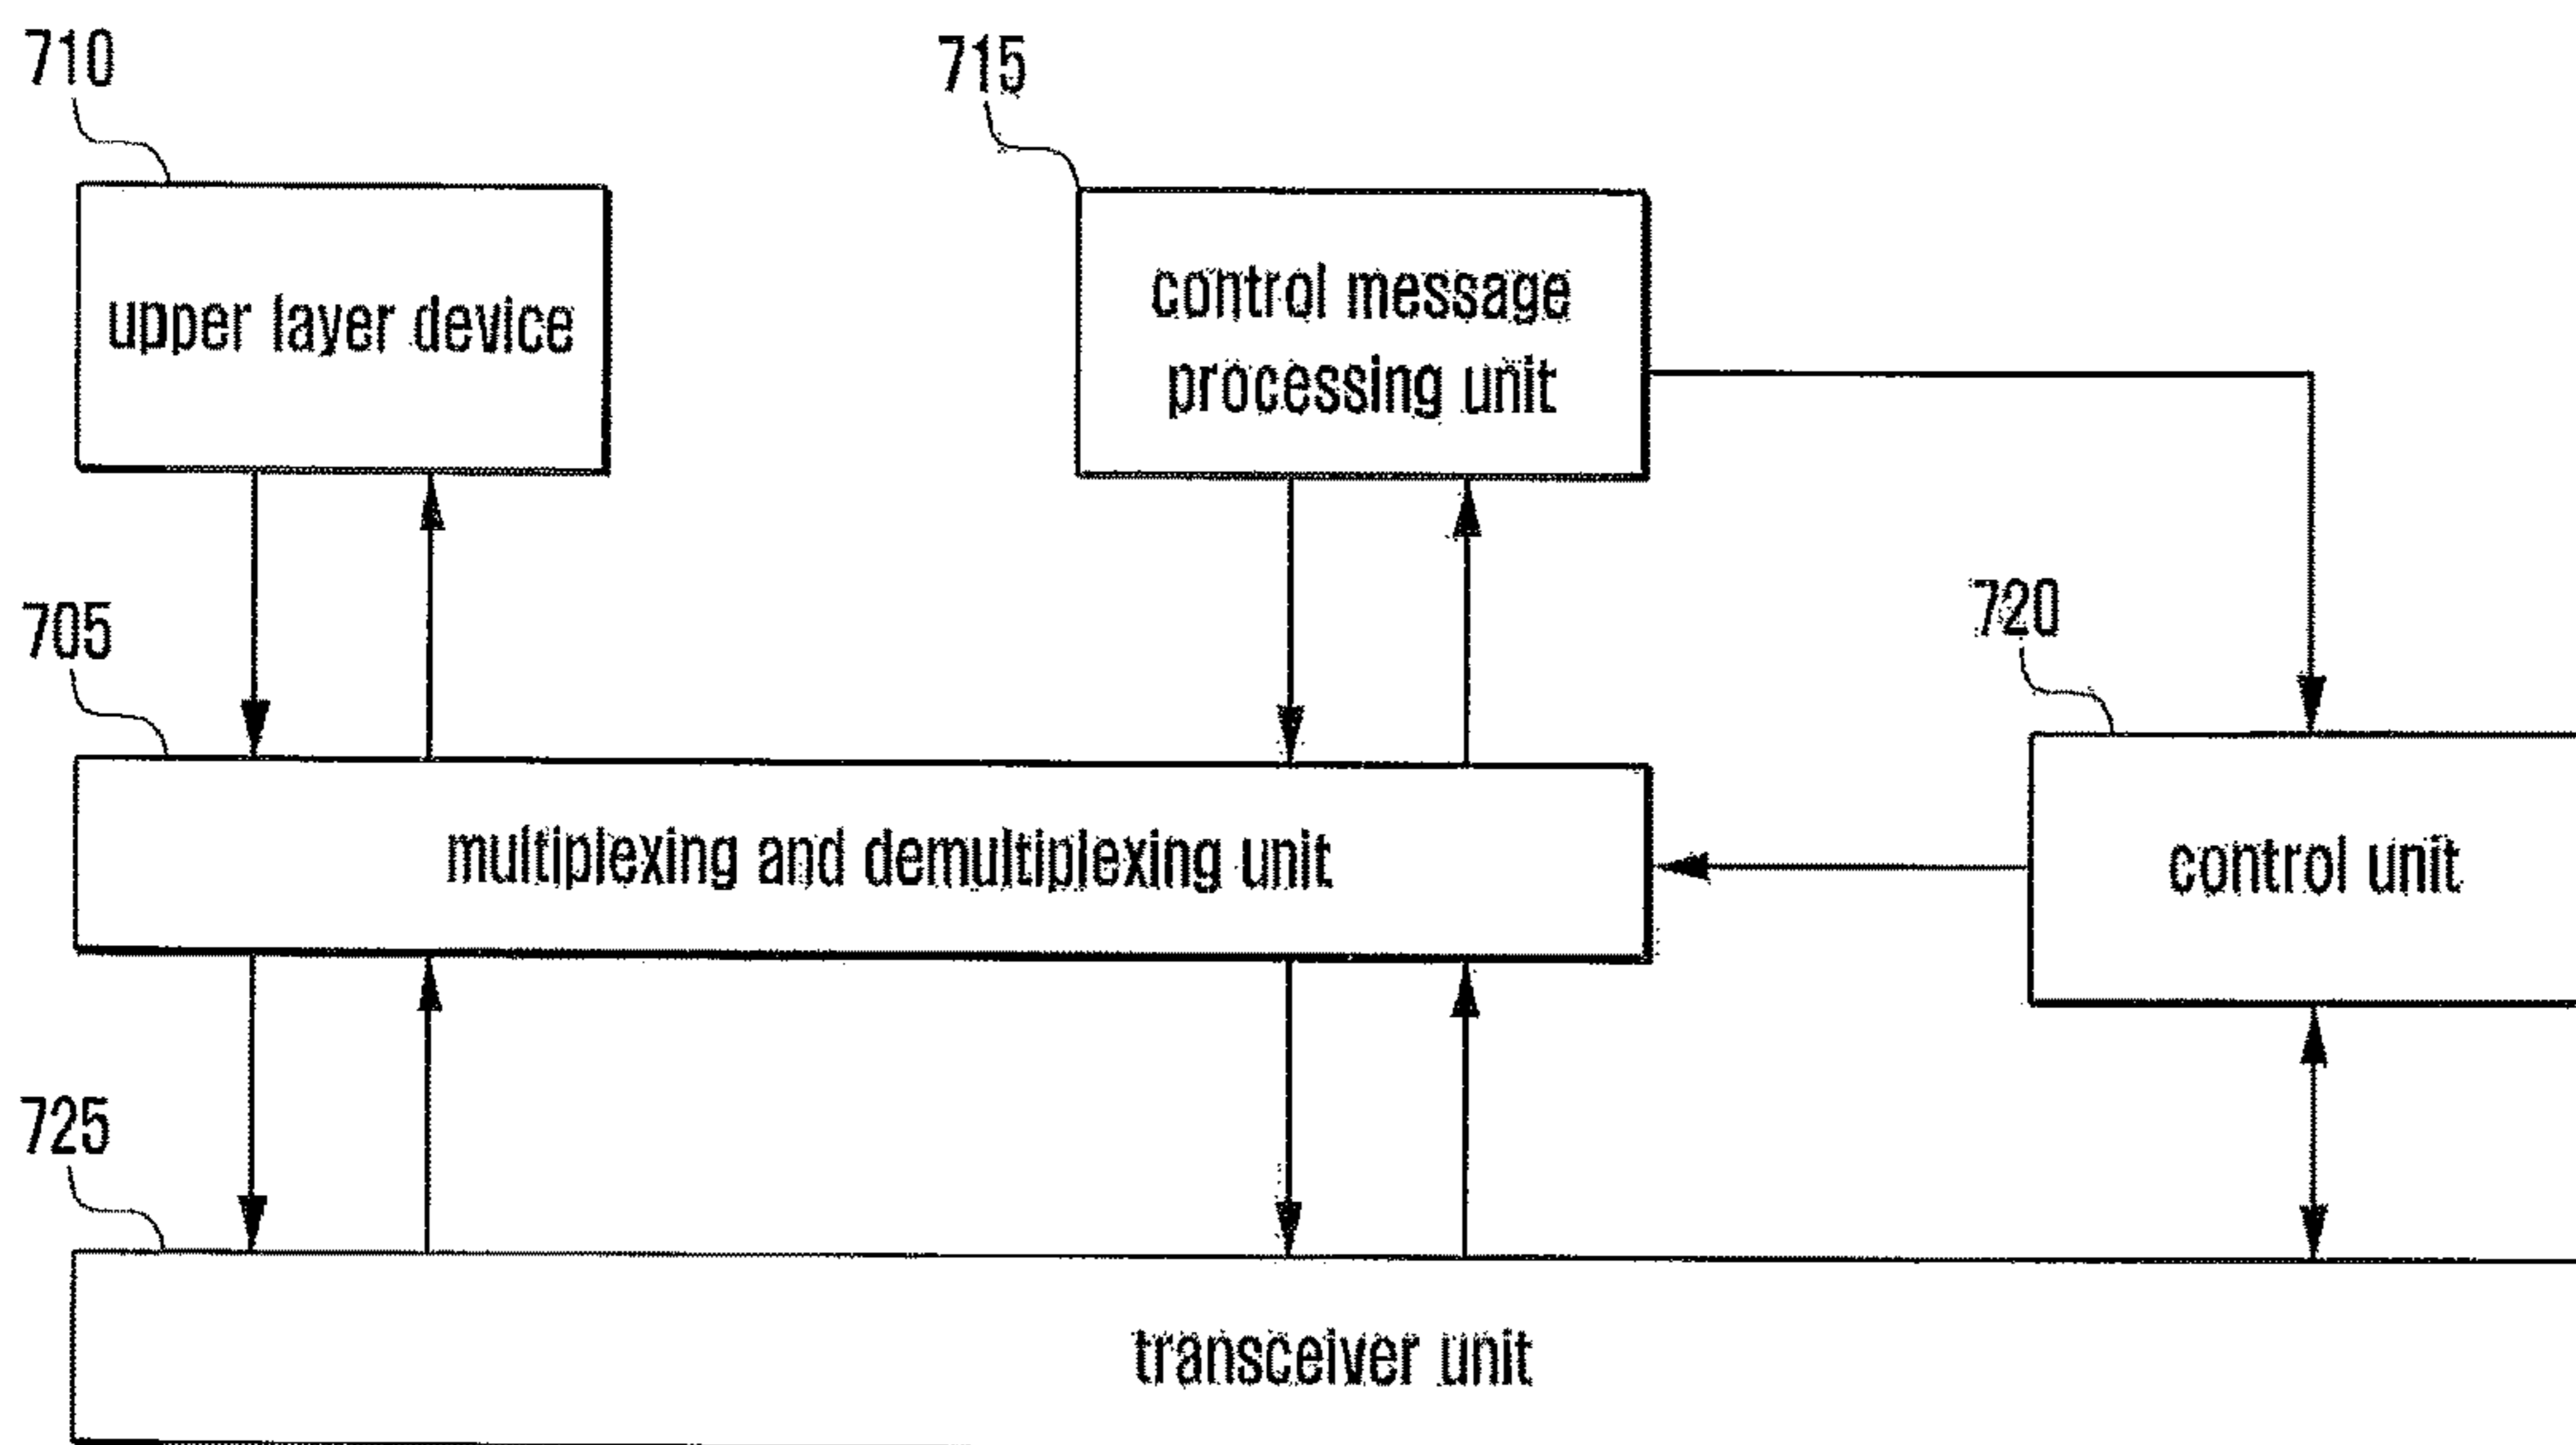 710
715
upper layer device
control message
processing unit
705
720
multiplexing and demultiplexing unit
control unit
725
transceiver unit